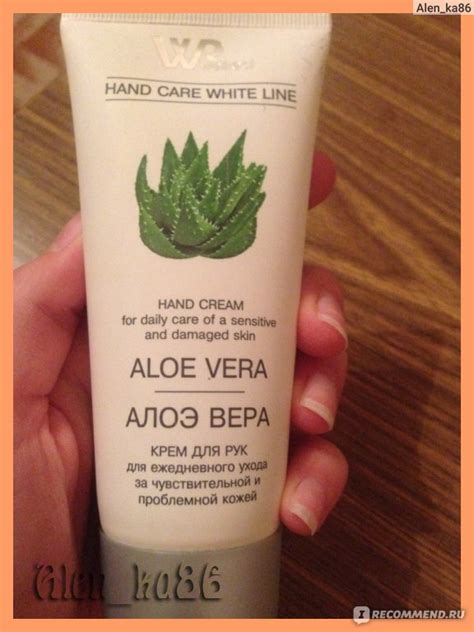 Alen_ka86
HAND CARE WHITE LINE
HAND CREAM
for daily care of a sensitive
and damaged skin
ALOE VERA
АЛОЭ ВЕРА
КРЕМ ДЛЯ РУК
для ежедневного ухода
за чувствительной и
проблемной кожей
Alen_ka86
IRECOMMEND.RU